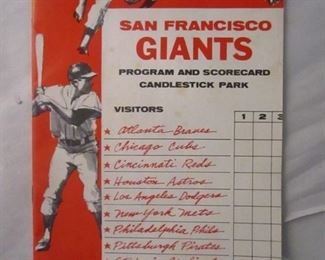 SAN FRANCISCO
GIANTS
PROGRAM AND SCORECARD
CANDLESTICK PARK
VISITORS
1 2 3
★ Atlanta Braves
★ Chicago Cubs
★ Cincinnati Reds
★ Houston Astros
★ Los Angeles Dodgers
★ New York Mets
★ Philadelphia Phils
★ Pittsburgh Pirates